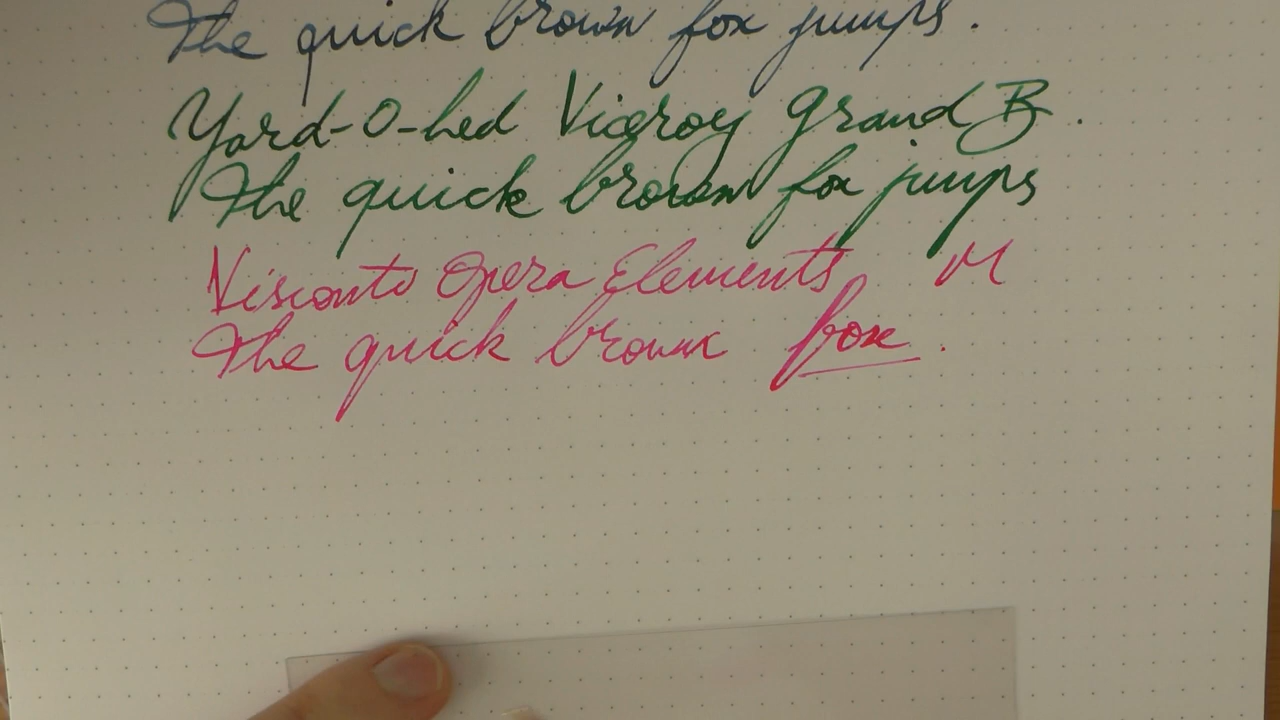 The quick brown fox jumps.
Yard-O-Led Viceroy Grand B.
The quick brown fox jumps
Visconti Opera Elements M
The quick brown fox.